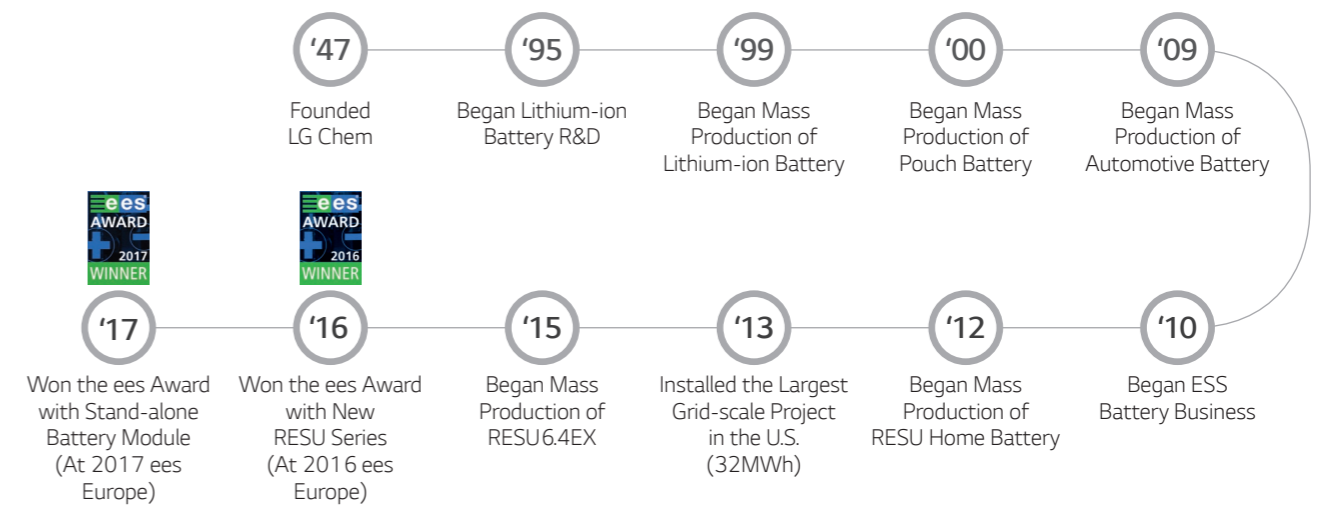 ‘47
Founded
LG Chem
‘95
Began Lithium-ion
Battery R&D
‘99
Began Mass
Production of
Lithium-ion Battery
‘00
Began Mass
Production of
Pouch Battery
‘09
Began Mass
Production of
Automotive Battery
‘10
Began ESS
Battery Business
‘12
Began Mass
Production of
RESU Home Battery
‘13
Installed the Largest
Grid-scale Project
in the U.S.
(32MWh)
‘15
Began Mass
Production of
RESU6.4EX
ees
AWARD
2016
WINNER
‘16
Won the ees Award
with New
RESU Series
(At 2016 ees
Europe)
ees
AWARD
2017
WINNER
‘17
Won the ees Award
with Stand-alone
Battery Module
(At 2017 ees
Europe)